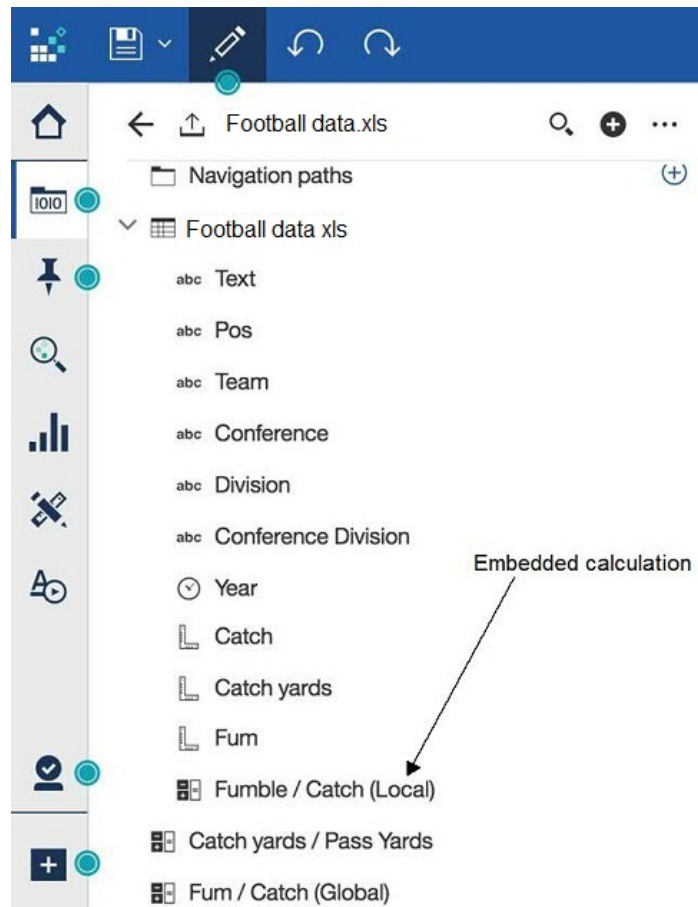 Football data.xls
Navigation paths
1010
Football data xls
abc Text
abc Pos
abc Team
abc Conference
abc Division
abc Conference Division
Embedded calculation
Year
Catch
Catch yards
Fum
Fumble / Catch (Local)
Catch yards / Pass Yards
Fum / Catch (Global)